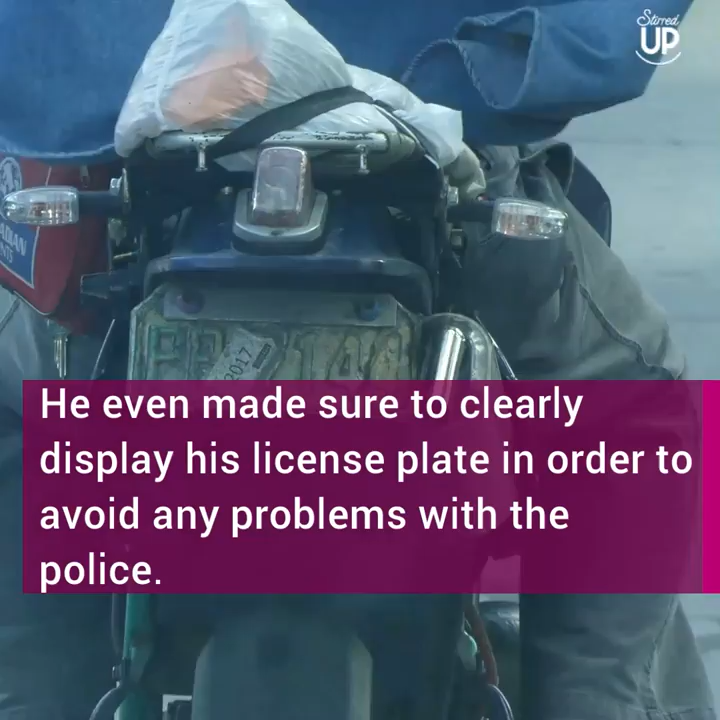 Stirred
UP
2017
He even made sure to clearly
display his license plate in order to
avoid any problems with the
police.